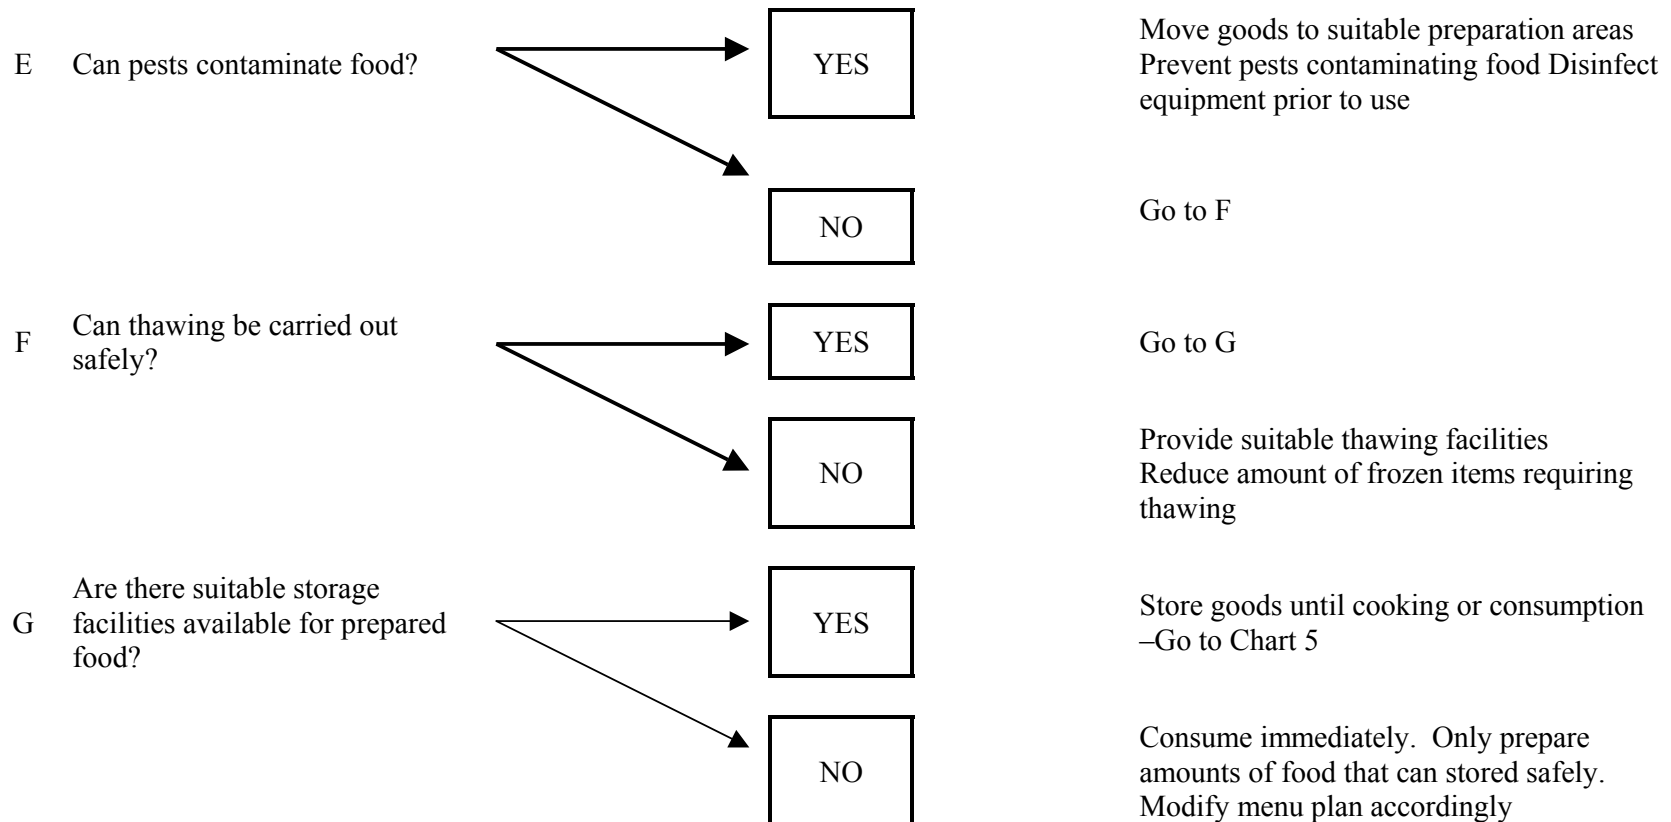 E Can pests contaminate food?
YES
Move goods to suitable preparation areas
Prevent pests contaminating food Disinfect
equipment prior to use
NO
Go to F
F Can thawing be carried out
safely?
YES
Go to G
NO
Provide suitable thawing facilities
Reduce amount of frozen items requiring
thawing
G Are there suitable storage
facilities available for prepared
food?
YES
Store goods until cooking or consumption
–Go to Chart 5
NO
Consume immediately.  Only prepare
amounts of food that can stored safely.
Modify menu plan accordingly